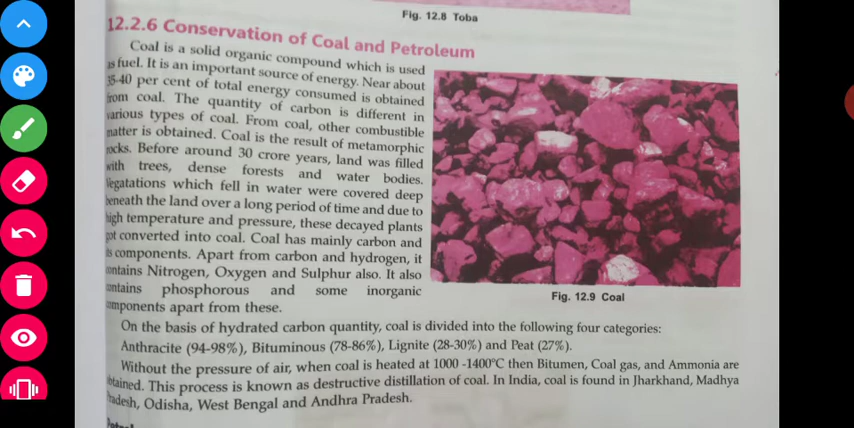 Fig. 12.8 Toba
12.2.6 Conservation of Coal and Petroleum
Coal is a solid organic compound which is used
as fuel. It is an important source of energy. Near about
35-40 per cent of total energy consumed is obtained
from coal. The quantity of carbon is different in
various types of coal. From coal, other combustible
matter is obtained. Coal is the result of metamorphic
rocks. Before around 30 crore years, land was filled
with trees, dense forests and water bodies.
Vegatations which fell in water were covered deep
beneath the land over a long period of time and due to
high temperature and pressure, these decayed plants
got converted into coal. Coal has mainly carbon and
its components. Apart from carbon and hydrogen, it
contains Nitrogen, Oxygen and Sulphur also. It also
contains phosphorous and some inorganic
components apart from these.
Fig. 12.9 Coal
On the basis of hydrated carbon quantity, coal is divided into the following four categories:
Anthracite (94-98%), Bituminous (78-86%), Lignite (28-30%) and Peat (27%).
Without the pressure of air, when coal is heated at 1000 -1400°C then Bitumen, Coal gas, and Ammonia are
obtained. This process is known as destructive distillation of coal. In India, coal is found in Jharkhand, Madhya
Pradesh, Odisha, West Bengal and Andhra Pradesh.